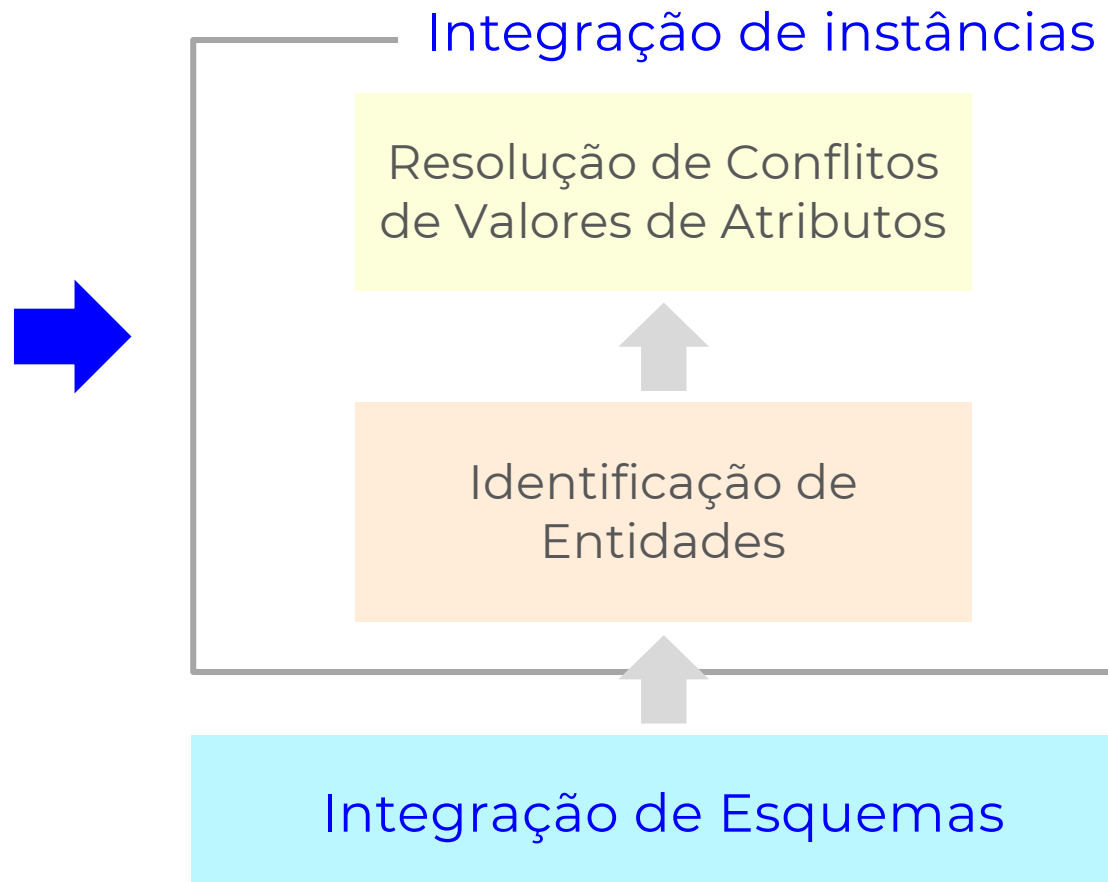 Integração de instâncias
Resolução de Conflitos
de Valores de Atributos
Identificação de
Entidades
Integração de Esquemas